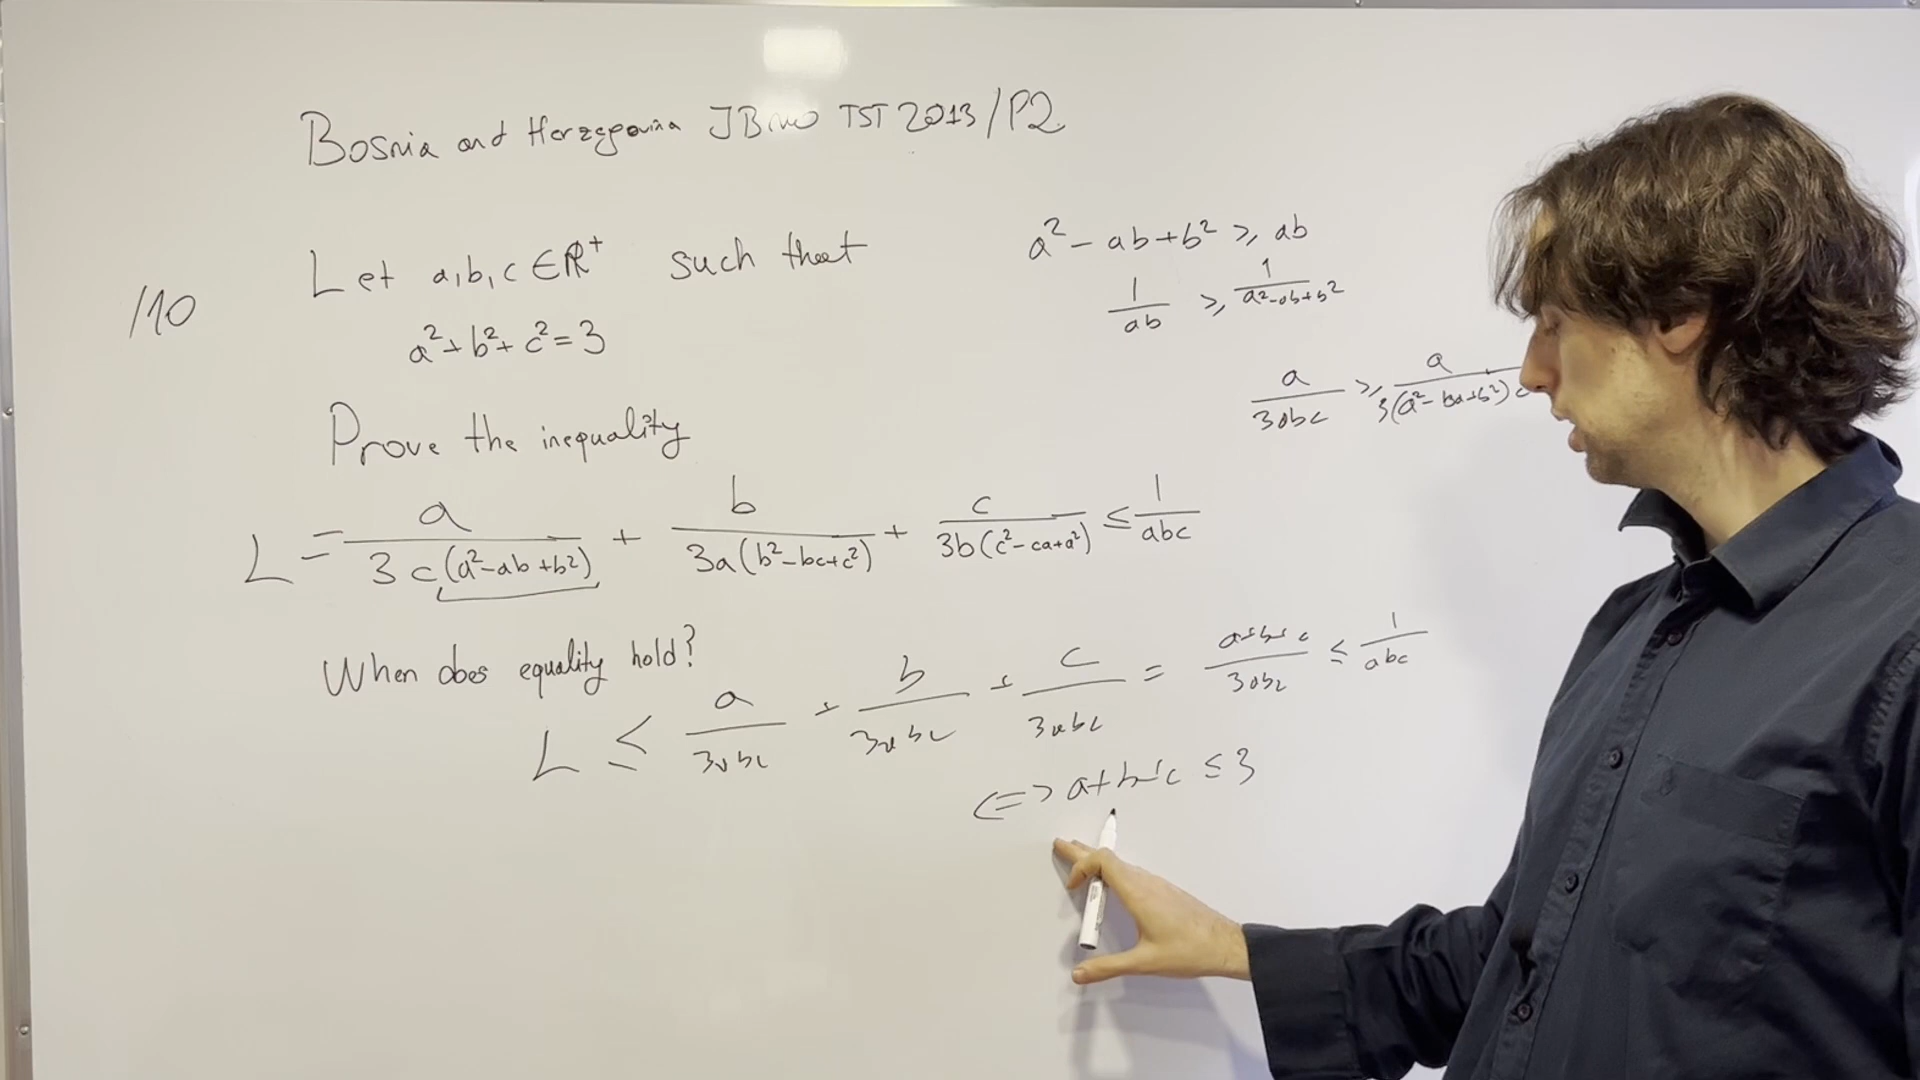 Bosnia and Herzegovina JBMO TST 2013/P2
/10
Let a,b,c ∈ ℝ⁺ such that
a²+b²+c²=3
Prove the inequality
L = a/(3c(a²-ab+b²)) + b/(3a(b²-bc+c²)) + c/(3b(c²-ca+a²)) ≤ 1/(abc)
When does equality hold?
L ≤ a/(3abc) + b/(3abc) + c/(3abc) = (a+b+c)/(3abc) ≤ 1/(abc)
<=> a+b+c ≤ 3
a²-ab+b² ≥ ab
1/(ab) ≥ 1/(a²-ab+b²)
a/(3abc) ≥ a/(3(a²-ba+b²)c)